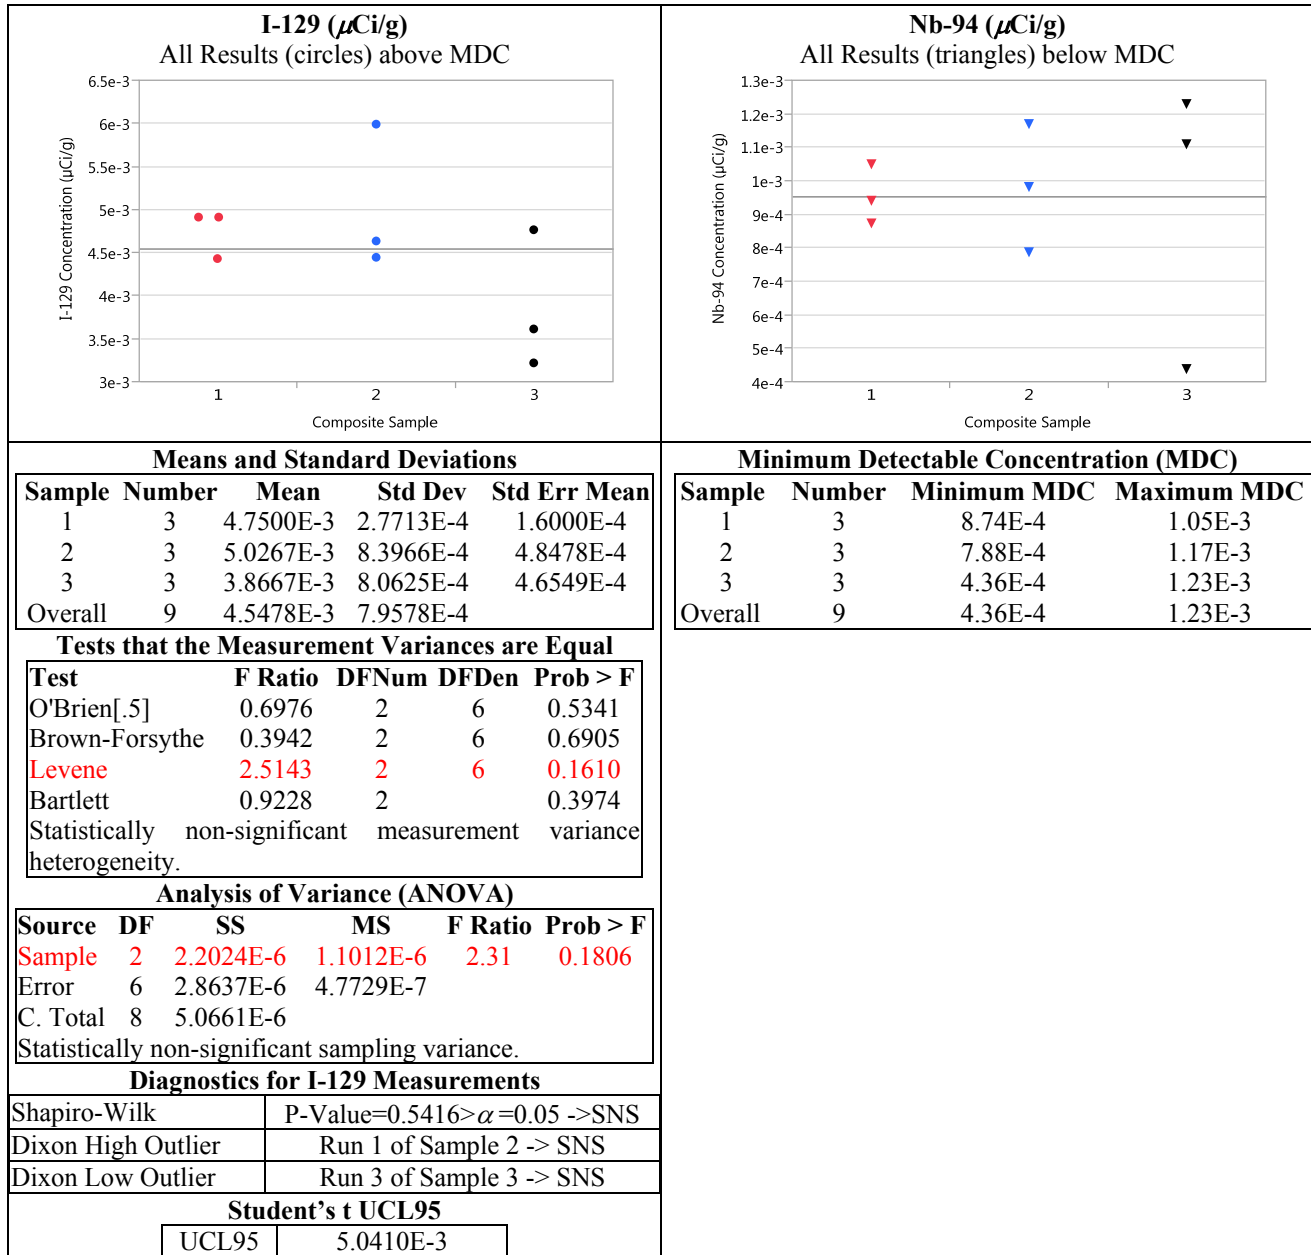 I-129 (μCi/g)
All Results (circles) above MDC
6.5e-3
6e-3
5.5e-3
5e-3
4.5e-3
4e-3
3.5e-3
3e-3
I-129 Concentration (μCi/g)
1 2 3
Composite Sample
Nb-94 (μCi/g)
All Results (triangles) below MDC
1.3e-3
1.2e-3
1.1e-3
1e-3
9e-4
8e-4
7e-4
6e-4
5e-4
4e-4
Nb-94 Concentration (μCi/g)
1 2 3
Composite Sample
Means and Standard Deviations
Sample Number Mean Std Dev Std Err Mean
1 3 4.7500E-3 2.7713E-4 1.6000E-4
2 3 5.0267E-3 8.3966E-4 4.8478E-4
3 3 3.8667E-3 8.0625E-4 4.6549E-4
Overall 9 4.5478E-3 7.9578E-4
Tests that the Measurement Variances are Equal
Test F Ratio DFNum DFDen Prob > F
O'Brien[.5] 0.6976 2 6 0.5341
Brown-Forsythe 0.3942 2 6 0.6905
Levene 2.5143 2 6 0.1610
Bartlett 0.9228 2 0.3974
Statistically non-significant measurement variance
heterogeneity.
Analysis of Variance (ANOVA)
Source DF SS MS F Ratio Prob > F
Sample 2 2.2024E-6 1.1012E-6 2.31 0.1806
Error 6 2.8637E-6 4.7729E-7
C. Total 8 5.0661E-6
Statistically non-significant sampling variance.
Diagnostics for I-129 Measurements
Shapiro-Wilk P-Value=0.5416>α=0.05 ->SNS
Dixon High Outlier Run 1 of Sample 2 -> SNS
Dixon Low Outlier Run 3 of Sample 3 -> SNS
Student's t UCL95
UCL95 5.0410E-3
Minimum Detectable Concentration (MDC)
Sample Number Minimum MDC Maximum MDC
1 3 8.74E-4 1.05E-3
2 3 7.88E-4 1.17E-3
3 3 4.36E-4 1.23E-3
Overall 9 4.36E-4 1.23E-3